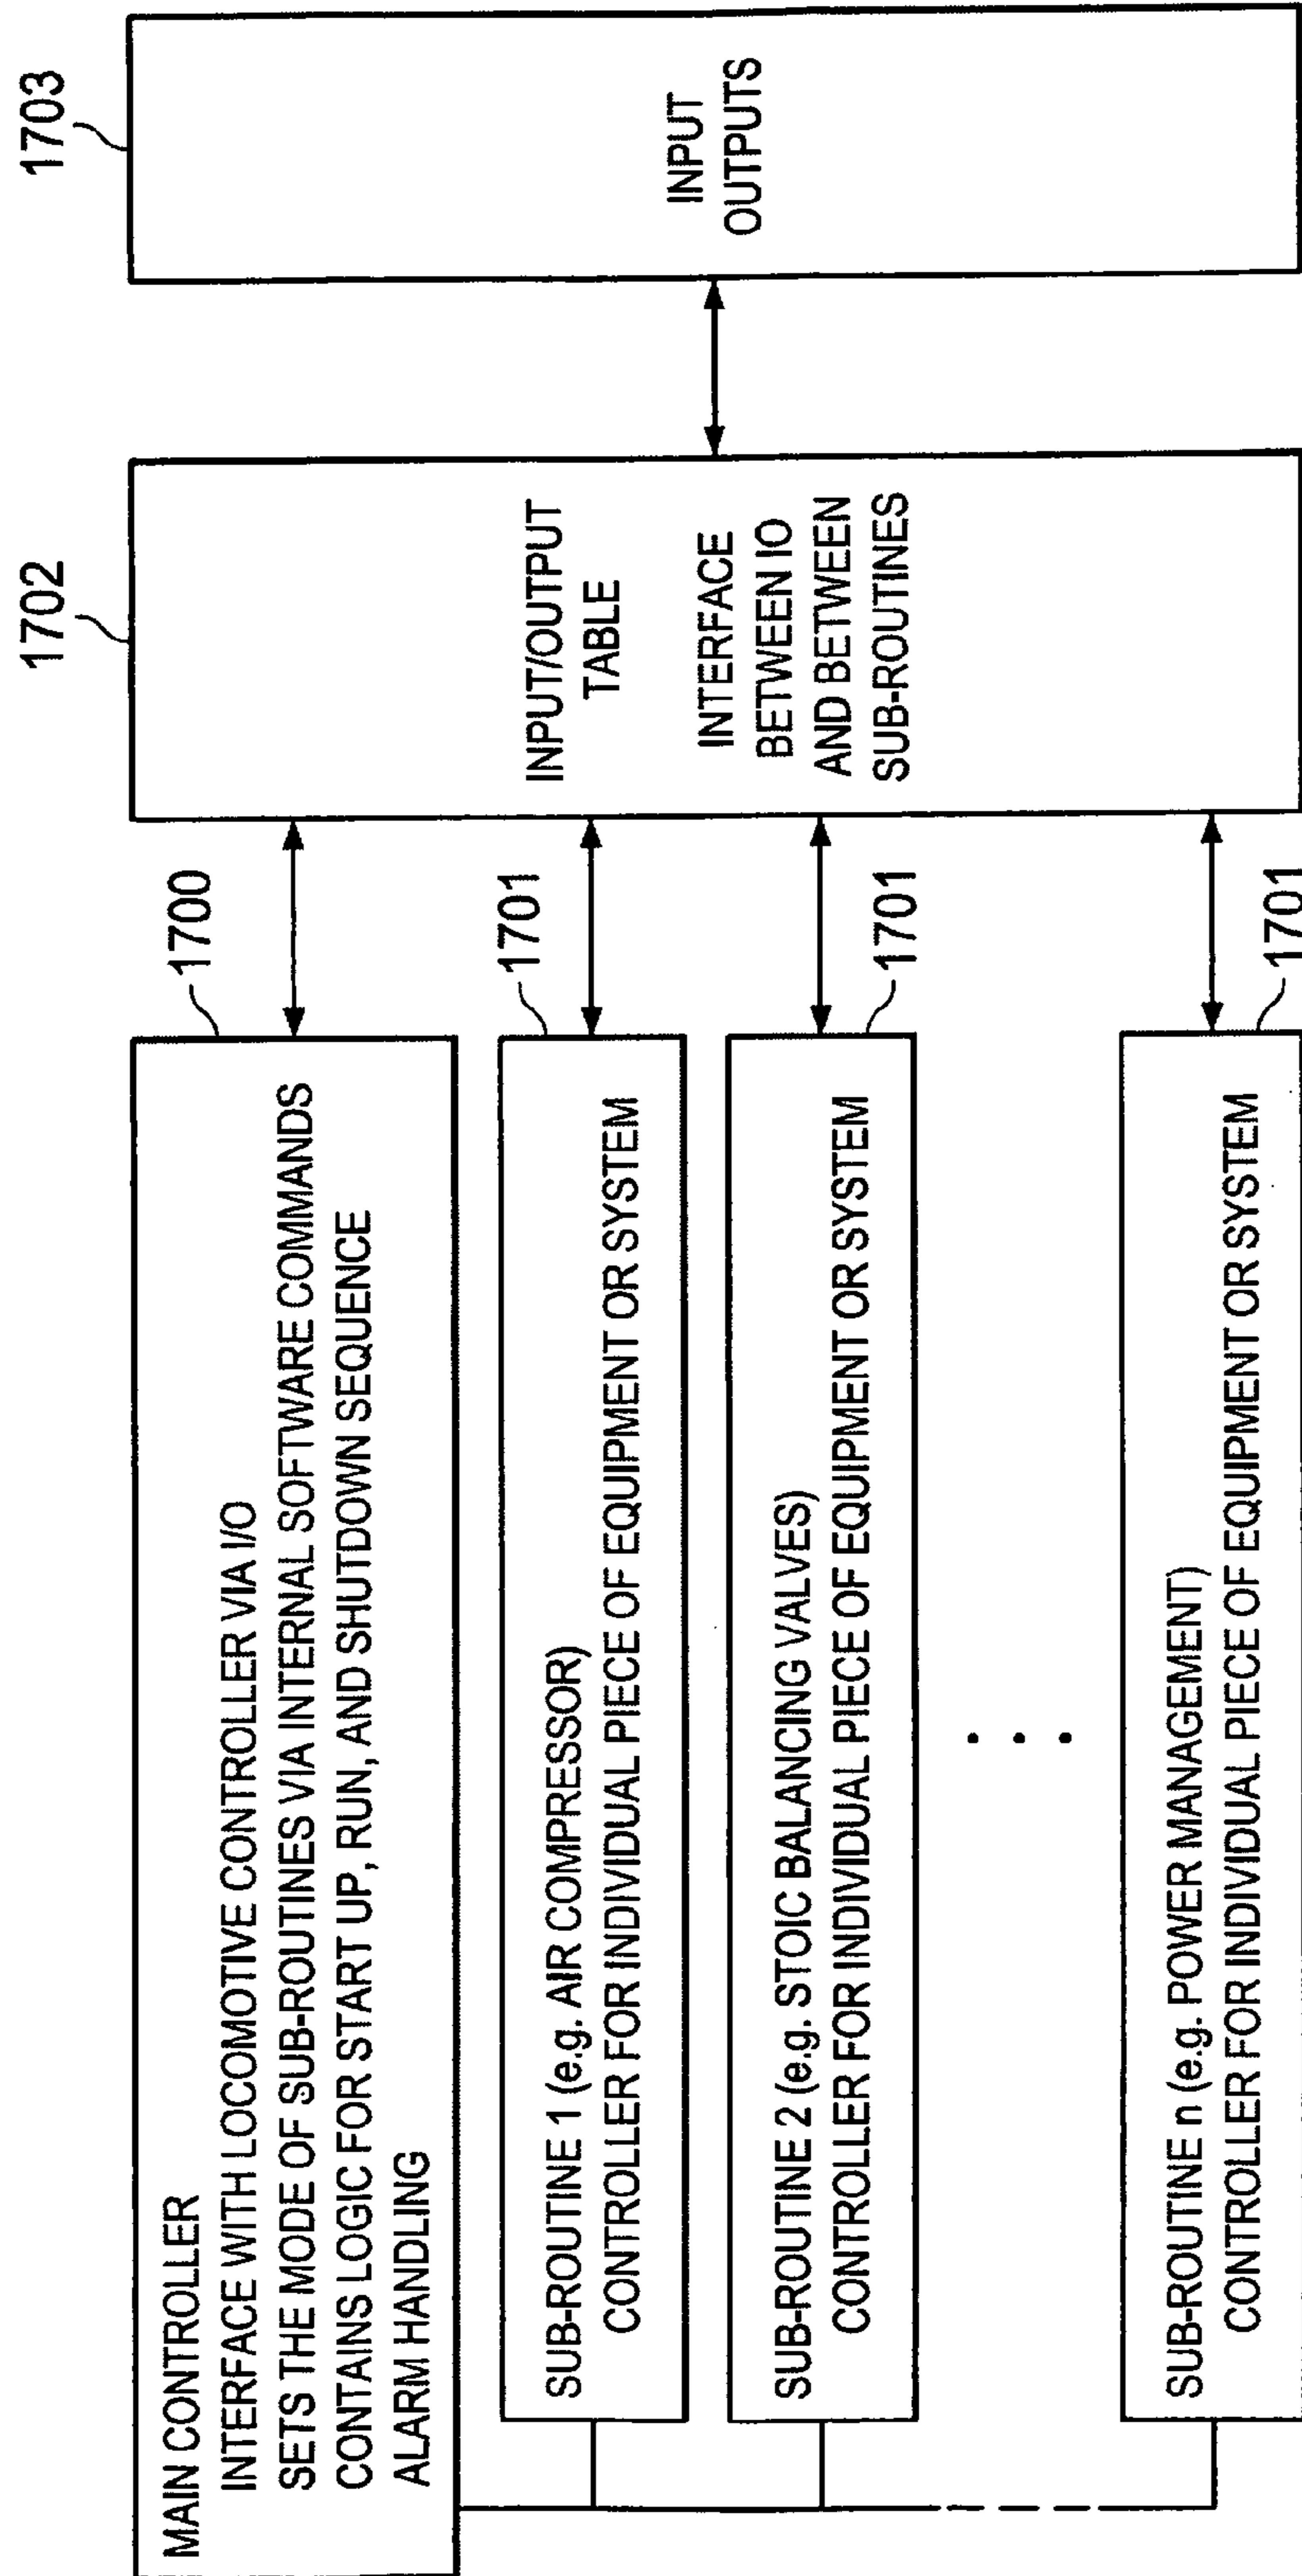 MAIN CONTROLLER
INTERFACE WITH LOCOMOTIVE CONTROLLER VIA I/O
SETS THE MODE OF SUB-ROUTINES VIA INTERNAL SOFTWARE COMMANDS
CONTAINS LOGIC FOR START UP, RUN, AND SHUTDOWN SEQUENCE
ALARM HANDLING
1700
SUB-ROUTINE 1 (e.g. AIR COMPRESSOR)
CONTROLLER FOR INDIVIDUAL PIECE OF EQUIPMENT OR SYSTEM
1701
SUB-ROUTINE 2 (e.g. STOIC BALANCING VALVES)
CONTROLLER FOR INDIVIDUAL PIECE OF EQUIPMENT OR SYSTEM
1701
• • •
SUB-ROUTINE n (e.g. POWER MANAGEMENT)
CONTROLLER FOR INDIVIDUAL PIECE OF EQUIPMENT OR SYSTEM
1701
1702
INPUT/OUTPUT
TABLE
INTERFACE
BETWEEN IO
AND BETWEEN
SUB-ROUTINES
1703
INPUT
OUTPUTS